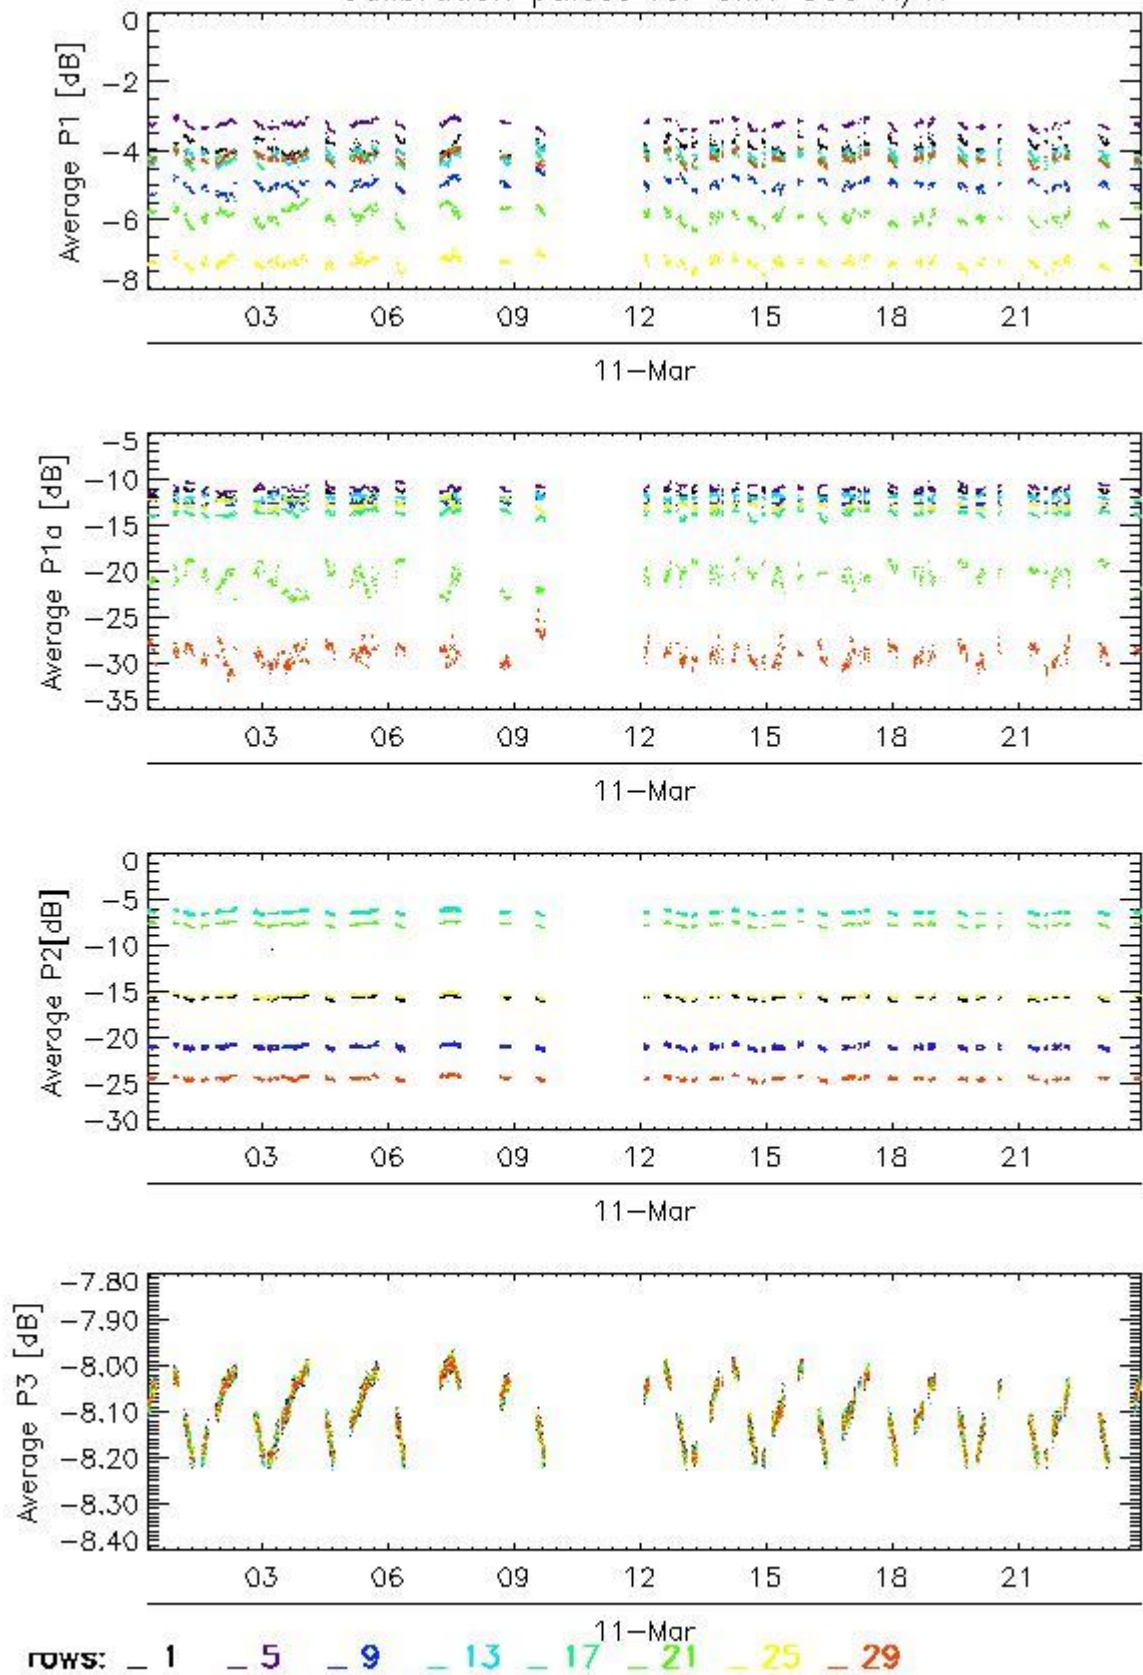 Average P1 [dB]
0
−2
−4
−6
−8
03 06 09 12 15 18 21
11−Mar
Average P1a [dB]
−5
−10
−15
−20
−25
−30
−35
03 06 09 12 15 18 21
11−Mar
Average P2[dB]
0
−5
−10
−15
−20
−25
−30
03 06 09 12 15 18 21
11−Mar
Average P3 [dB]
−7.80
−7.90
−8.00
−8.10
−8.20
−8.30
−8.40
03 06 09 12 15 18 21
11−Mar
rows: _ 1 _ 5 _ 9 _ 13 _ 17 _ 21 _ 25 _ 29